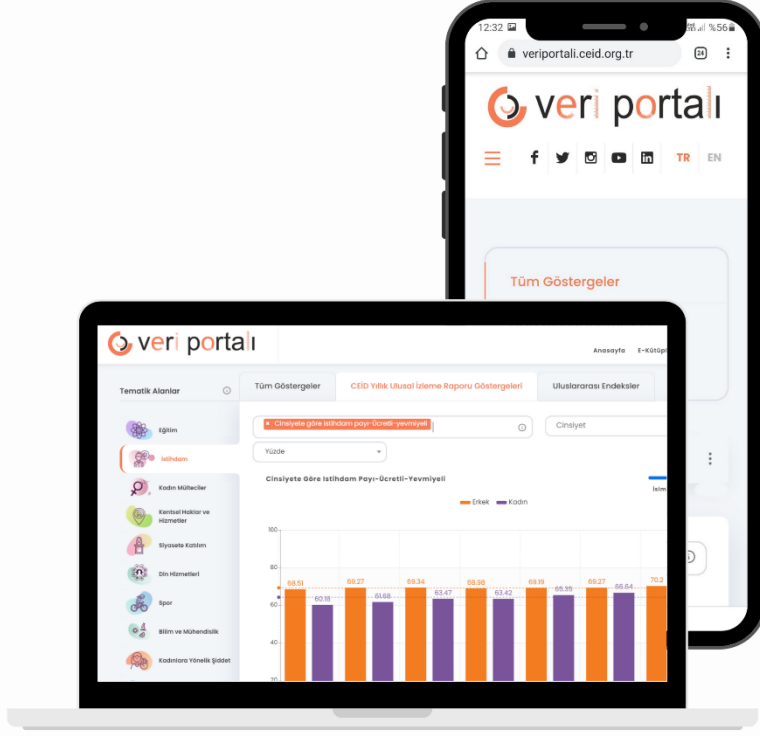 12:32 %56
veriportali.ceid.org.tr 24
veri portalı
TR EN
Tüm Göstergeler
veri portalı
Anasayfa E-Kütüp
Tematik Alanlar
Tüm Göstergeler CEİD Yıllık Ulusal İzleme Raporu Göstergeleri Uluslararası Endeksler
Eğitim
İstihdam
Kadın Mülteciler
Kentsel Haklar ve
Hizmetler
Siyasete Katılım
Din Hizmetleri
Spor
Bilim ve Mühendislik
Kadınlara Yönelik Şiddet
× Cinsiyete göre istihdam payı-Ücretli-yevmiyeli
Cinsiyet
Yüzde
Cinsiyete Göre İstihdam Payı-Ücretli-Yevmiyeli
Erkek Kadın
100
80
60
40
20
68.51 60.18 69.27 61.68 69.34 63.47 68.98 63.42 69.19 65.35 69.27 66.64 70.2